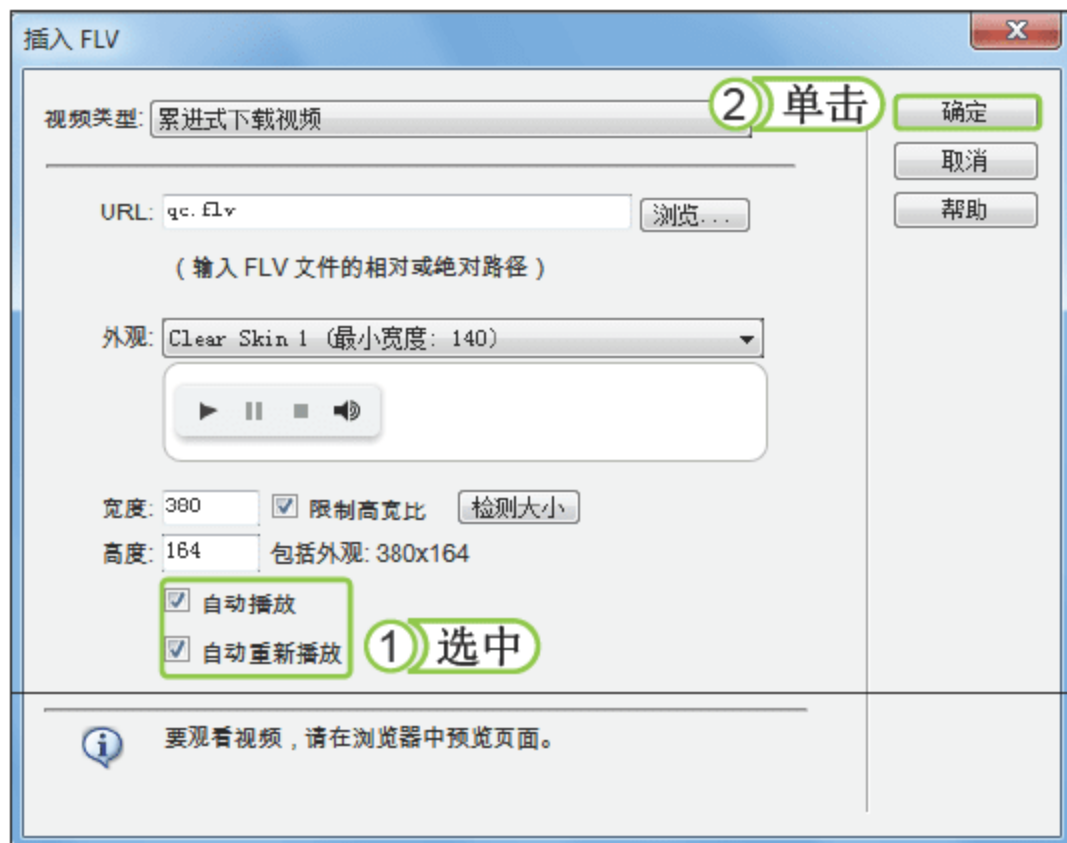 插入 FLV
视频类型: 累进式下载视频
② 单击
确定
取消
帮助
URL: qc.flv 浏览...
(输入 FLV 文件的相对或绝对路径)
外观: Clear Skin 1 (最小宽度: 140)
宽度: 380 限制高宽比 检测大小
高度: 164 包括外观: 380x164
自动播放
自动重新播放
① 选中
要观看视频，请在浏览器中预览页面。